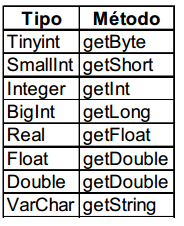 Tipo Método
Tinyint getByte
SmallInt getShort
Integer getInt
BigInt getLong
Real getFloat
Float getDouble
Double getDouble
VarChar getString